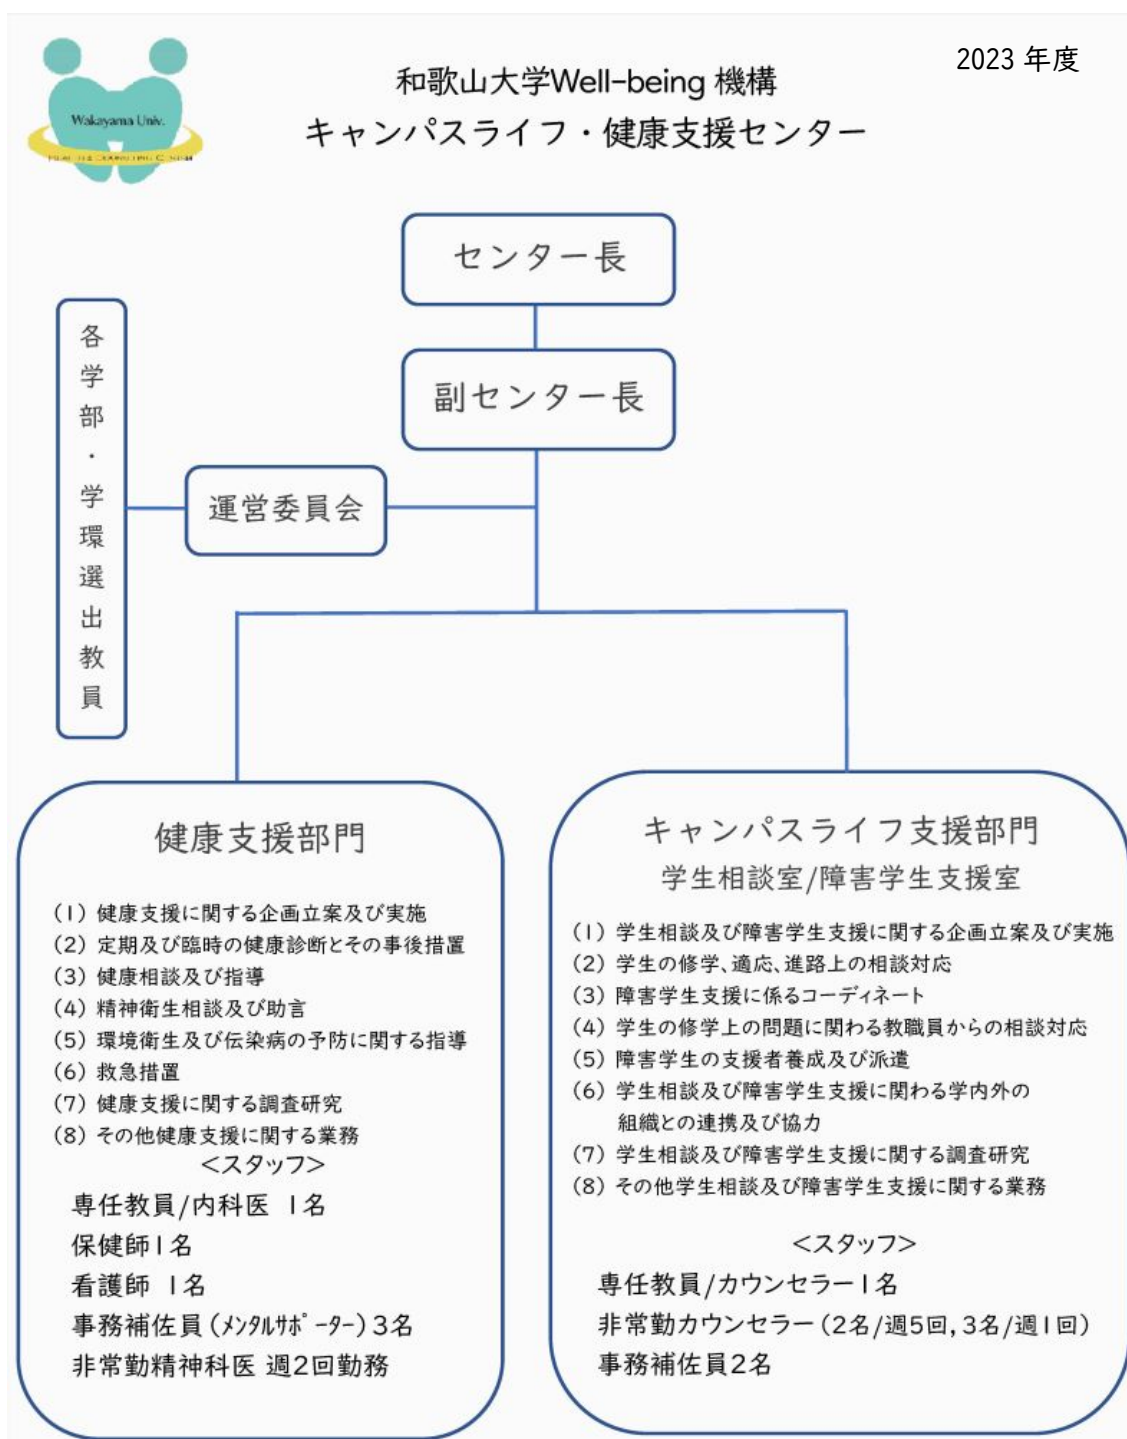 2023 年度
Wakayama Univ.
和歌山大学Well-being 機構
キャンパスライフ・健康支援センター
センター長
副センター長
運営委員会
各学部・学環選出教員
健康支援部門
(1) 健康支援に関する企画立案及び実施
(2) 定期及び臨時の健康診断とその事後措置
(3) 健康相談及び指導
(4) 精神衛生相談及び助言
(5) 環境衛生及び伝染病の予防に関する指導
(6) 救急措置
(7) 健康支援に関する調査研究
(8) その他健康支援に関する業務
<スタッフ>
専任教員/内科医 1名
保健師1名
看護師 1名
事務補佐員(ﾒﾝﾀﾙｻﾎﾟｰﾀｰ)3名
非常勤精神科医 週2回勤務
キャンパスライフ支援部門
学生相談室/障害学生支援室
(1) 学生相談及び障害学生支援に関する企画立案及び実施
(2) 学生の修学、適応、進路上の相談対応
(3) 障害学生支援に係るコーディネート
(4) 学生の修学上の問題に関わる教職員からの相談対応
(5) 障害学生の支援者養成及び派遣
(6) 学生相談及び障害学生支援に関わる学内外の
組織との連携及び協力
(7) 学生相談及び障害学生支援に関する調査研究
(8) その他学生相談及び障害学生支援に関する業務
<スタッフ>
専任教員/カウンセラー1名
非常勤カウンセラー(2名/週5回,3名/週1回)
事務補佐員2名